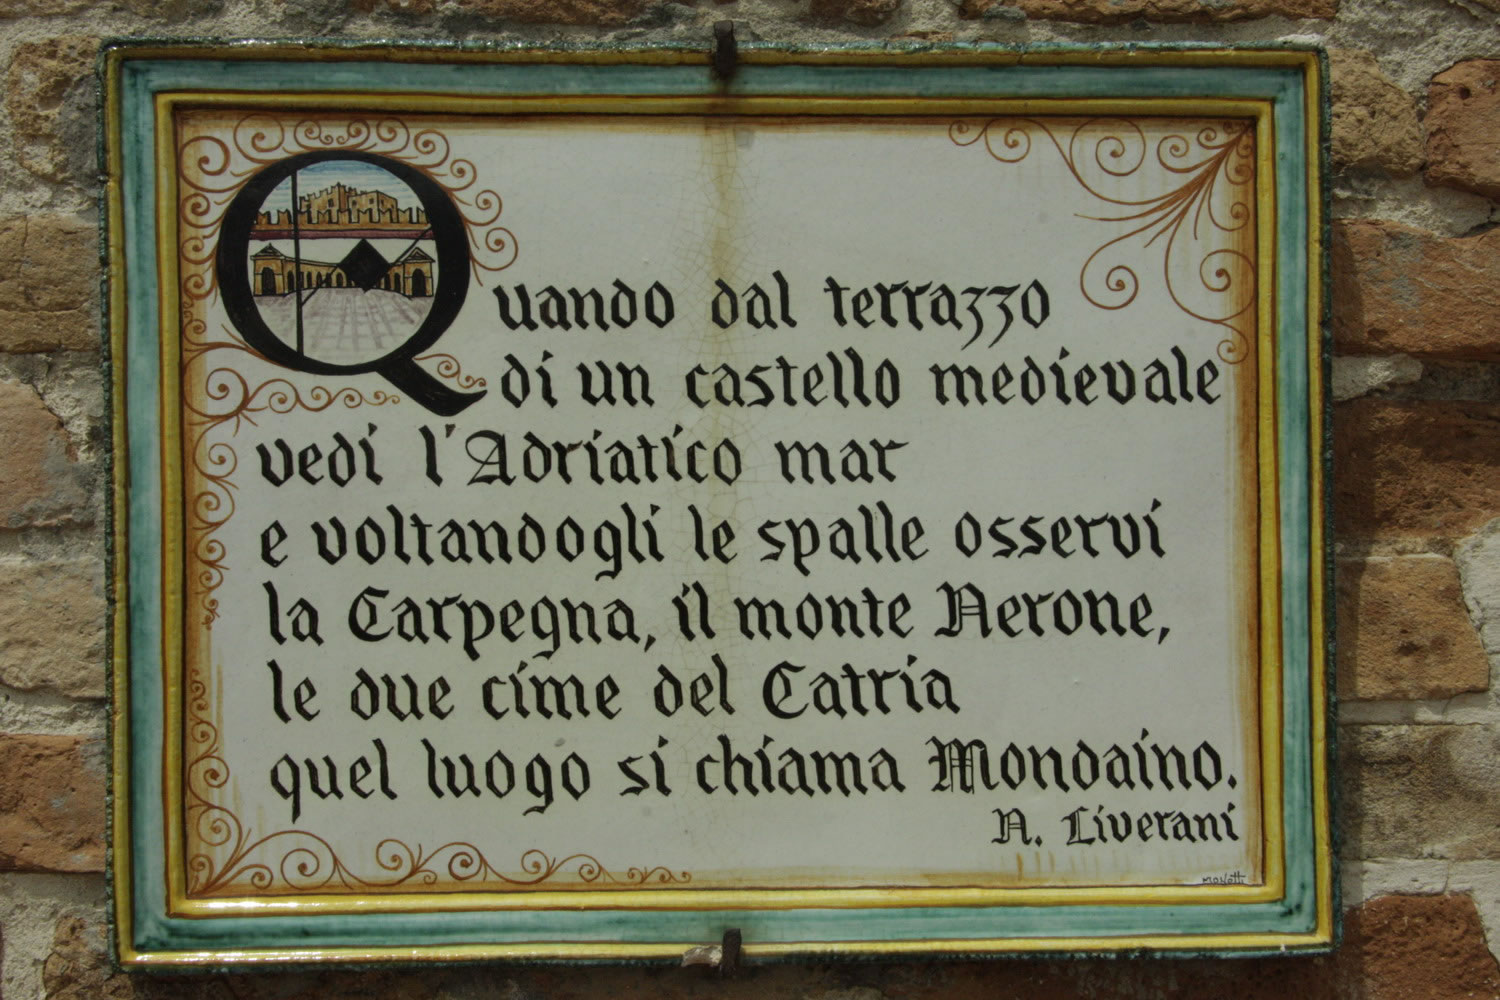 Quando dal terrazzo
di un castello medievale
vedi l'Adriatico mar
e voltandogli le spalle osservi
la Carpegna, il monte Nerone,
le due cime del Catria
quel luogo si chiama Mondaino.
N. Liverani